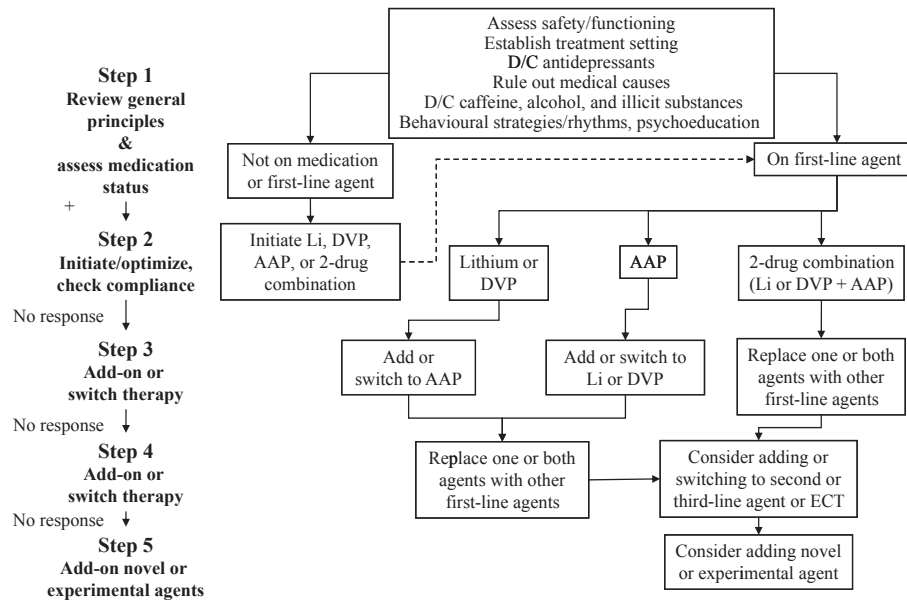 Assess safety/functioning
Establish treatment setting
D/C antidepressants
Rule out medical causes
D/C caffeine, alcohol, and illicit substances
Behavioural strategies/rhythms, psychoeducation
Step 1
Review general
principles
&
assess medication
status
+
Not on medication
or first-line agent
On first-line agent
Step 2
Initiate/optimize,
check compliance
Initiate Li, DVP,
AAP, or 2-drug
combination
Lithium or
DVP
AAP
2-drug combination
(Li or DVP + AAP)
No response
Step 3
Add-on or
switch therapy
Add or
switch to AAP
Add or switch to
Li or DVP
Replace one or both
agents with other
first-line agents
No response
Step 4
Add-on or
switch therapy
Replace one or both
agents with other
first-line agents
Consider adding or
switching to second or
third-line agent or ECT
No response
Step 5
Add-on novel or
experimental agents
Consider adding novel
or experimental agent